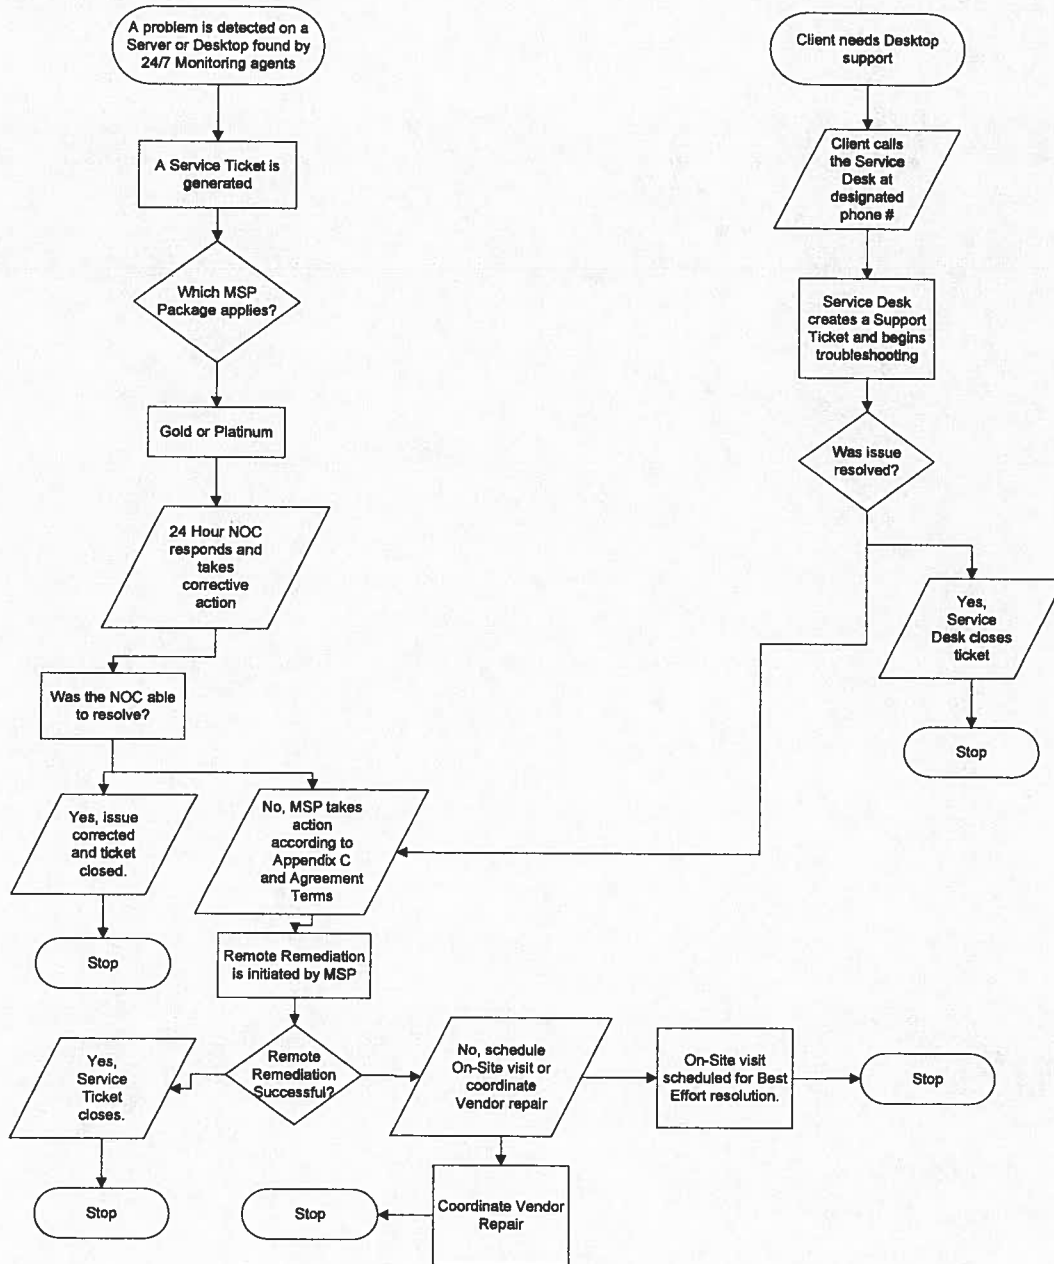 A problem is detected on a
Server or Desktop found by
24/7 Monitoring agents
A Service Ticket is
generated
Which MSP
Package applies?
Gold or Platinum
24 Hour NOC
responds and
takes
corrective
action
Was the NOC able
to resolve?
Yes, issue
corrected
and ticket
closed.
Stop
No, MSP takes
action
according to
Appendix C
and Agreement
Terms
Remote Remediation
is initiated by MSP
Remote
Remediation
Successful?
Yes,
Service
Ticket
closes.
Stop
No, schedule
On-Site visit or
coordinate
Vendor repair
On-Site visit
scheduled for Best
Effort resolution.
Stop
Coordinate Vendor
Repair
Stop
Client needs Desktop
support
Client calls
the Service
Desk at
designated
phone #
Service Desk
creates a Support
Ticket and begins
troubleshooting
Was issue
resolved?
Yes,
Service
Desk closes
ticket
Stop